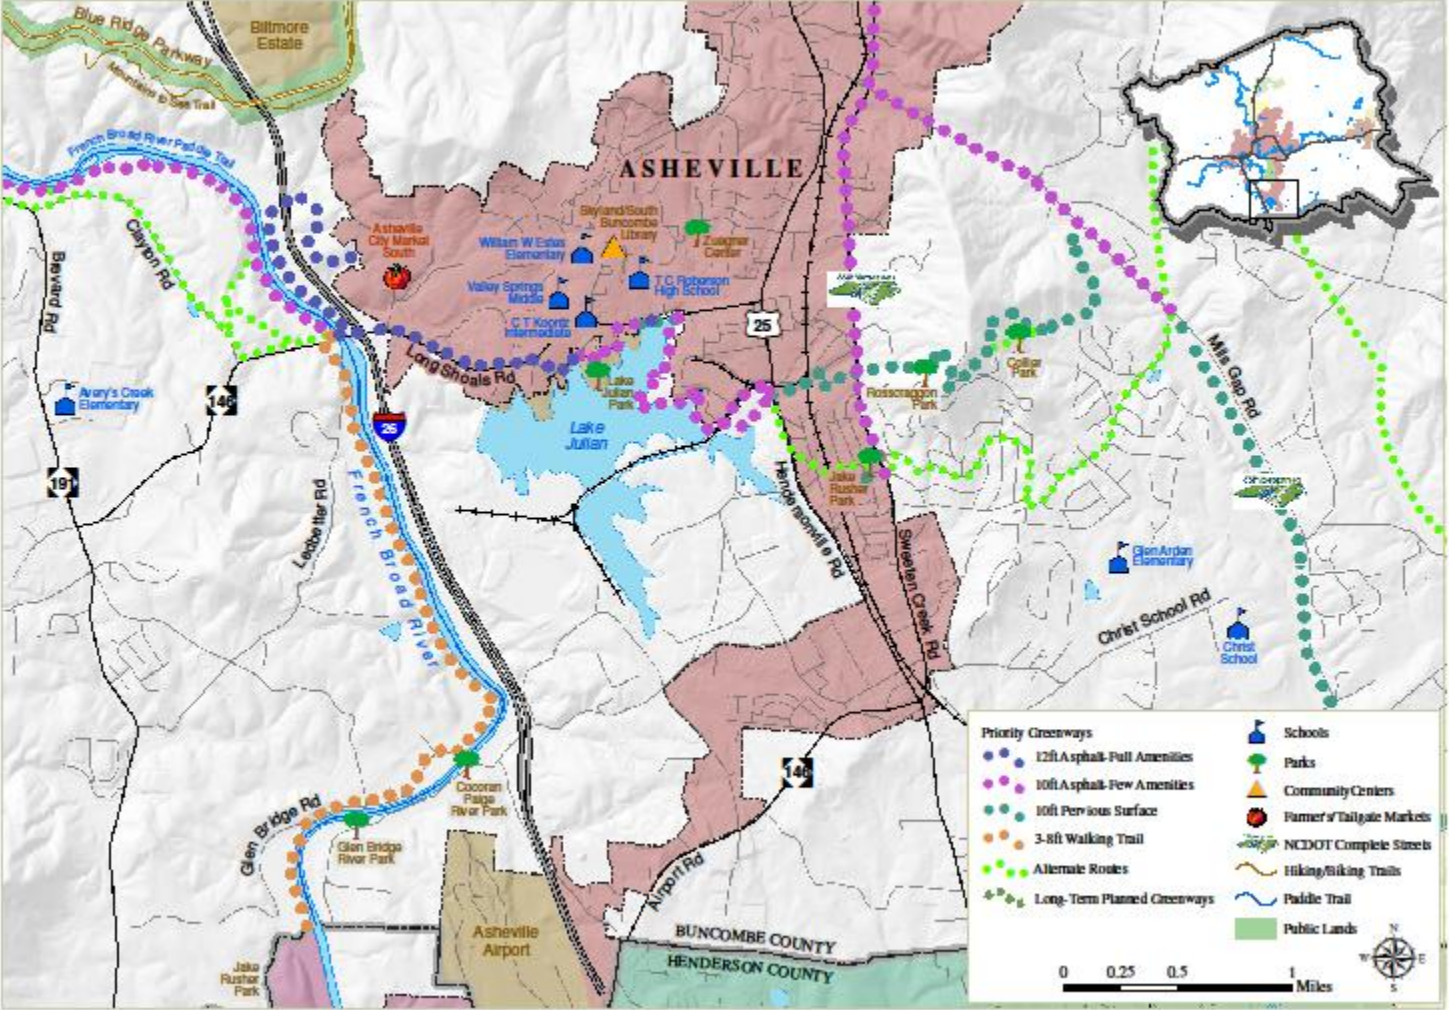 Blue Ridge Parkway
Mountains to Sea Trail
Biltmore
Estate
French Broad River Paddle Trail
ASHEVILLE
Asheville
City Market
South
Skyland/South
Buncombe
Library
William W Estes
Elementary
Zuegner
Center
Valley Springs
Middle
T C Roberson
High School
C T Koontz
Intermediate
25
Clayton Rd
Brevard Rd
Long Shoals Rd
Lake
Julian
Park
Lake
Julian
Rosscraggon
Park
Collier
Park
Mills Gap Rd
Avery's Creek
Elementary
146
26
191
Ledbetter Rd
French Broad River
Hendersonville Rd
Jake
Rusher
Park
Sweeten Creek Rd
Glen Arden
Elementary
Christ School Rd
Christ
School
146
Cocoran
Paige
River Park
Glen Bridge Rd
Glen Bridge
River Park
Airport Rd
Asheville
Airport
Jake
Rusher
Park
BUNCOMBE COUNTY
HENDERSON COUNTY
Priority Greenways
12ft Asphalt-Full Amenities
10ft Asphalt-Few Amenities
10ft Pervious Surface
3-8ft Walking Trail
Alternate Routes
Long-Term Planned Greenways
Schools
Parks
Community Centers
Farmer's/Tailgate Markets
NCDOT Complete Streets
Hiking/Biking Trails
Paddle Trail
Public Lands
N
W E
S
0 0.25 0.5 1
Miles